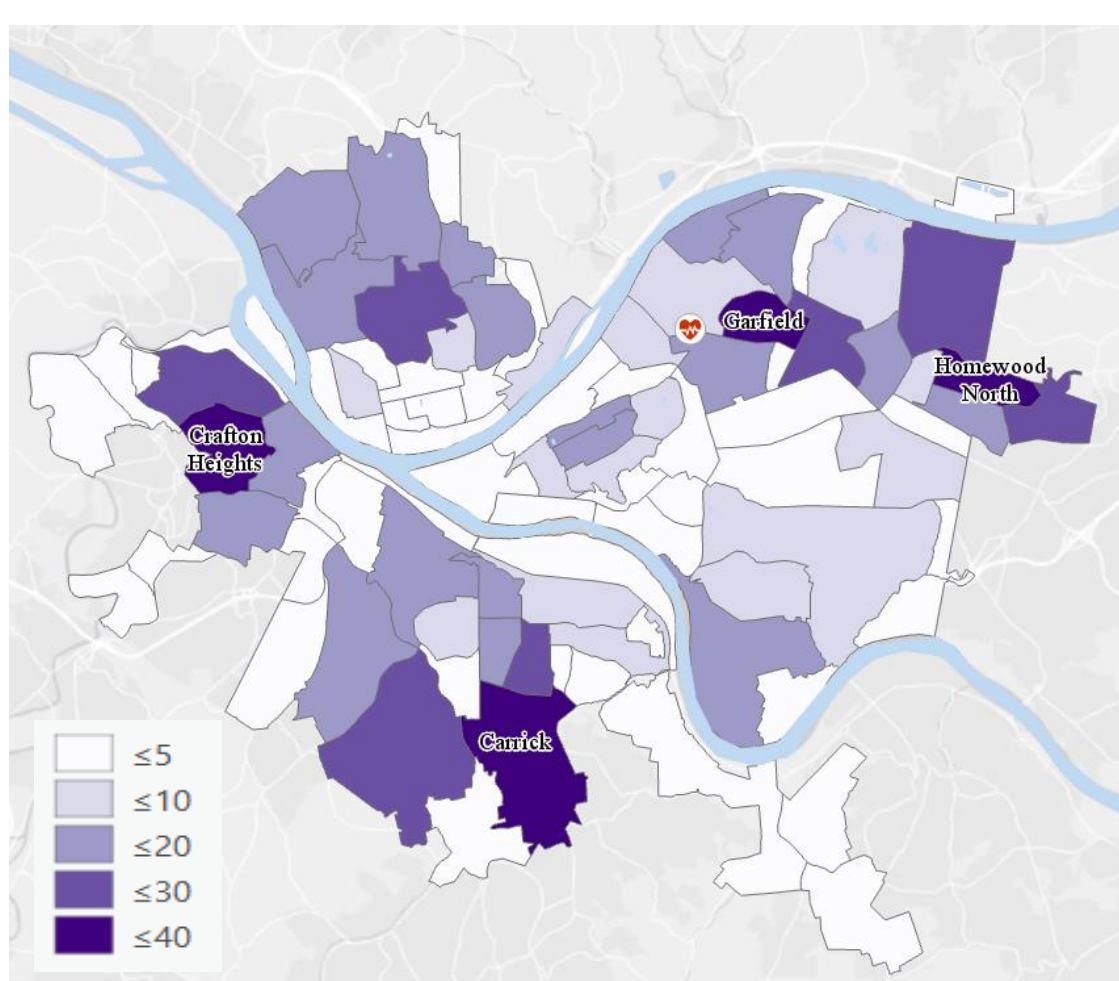 Garfield
Homewood
North
Crafton
Heights
Carrick
≤5
≤10
≤20
≤30
≤40